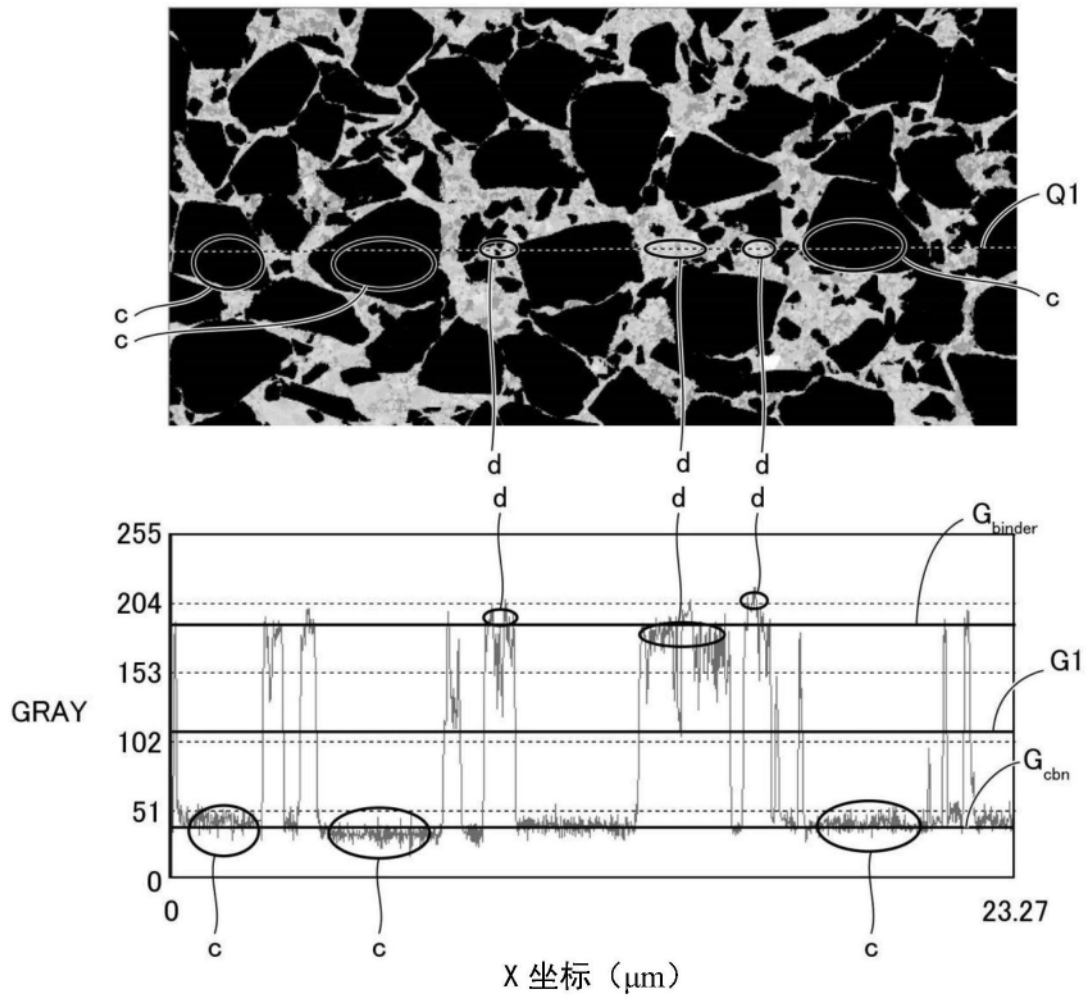 Q1
c
c
c
d d d
d d d
G binder
255
204
G1
153
GRAY
102
G cbn
51
0
0 23.27
c c c
X 坐标（μm）